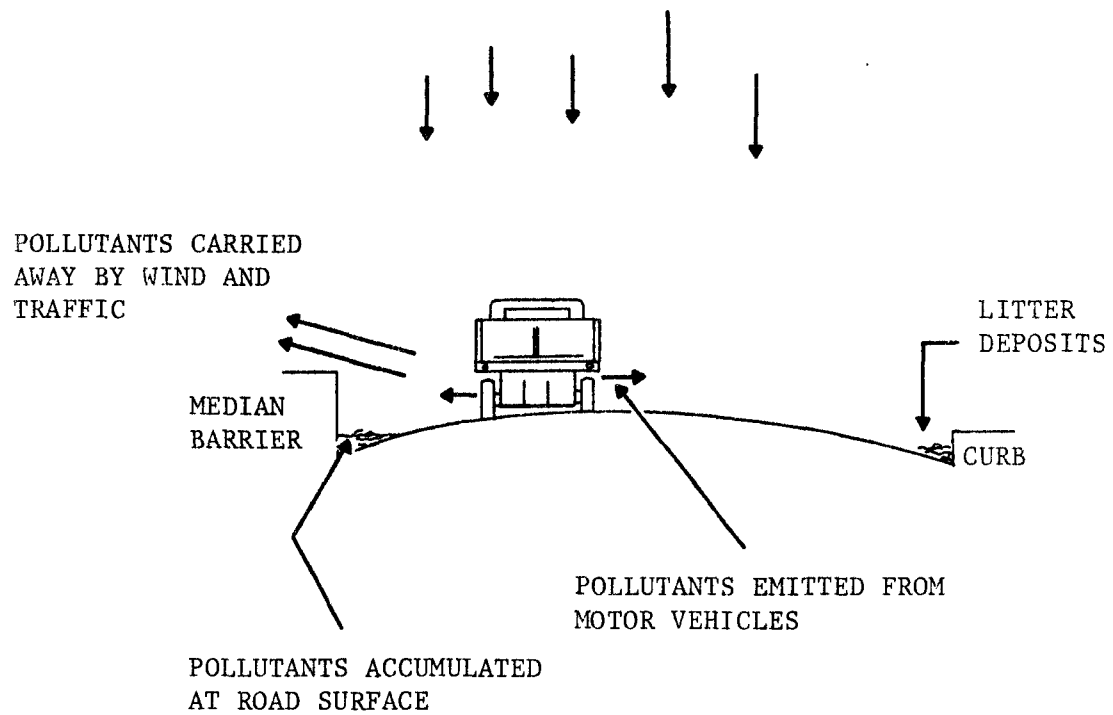 POLLUTANTS CARRIED
AWAY BY WIND AND
TRAFFIC
LITTER
DEPOSITS
MEDIAN
BARRIER
CURB
POLLUTANTS EMITTED FROM
MOTOR VEHICLES
POLLUTANTS ACCUMULATED
AT ROAD SURFACE